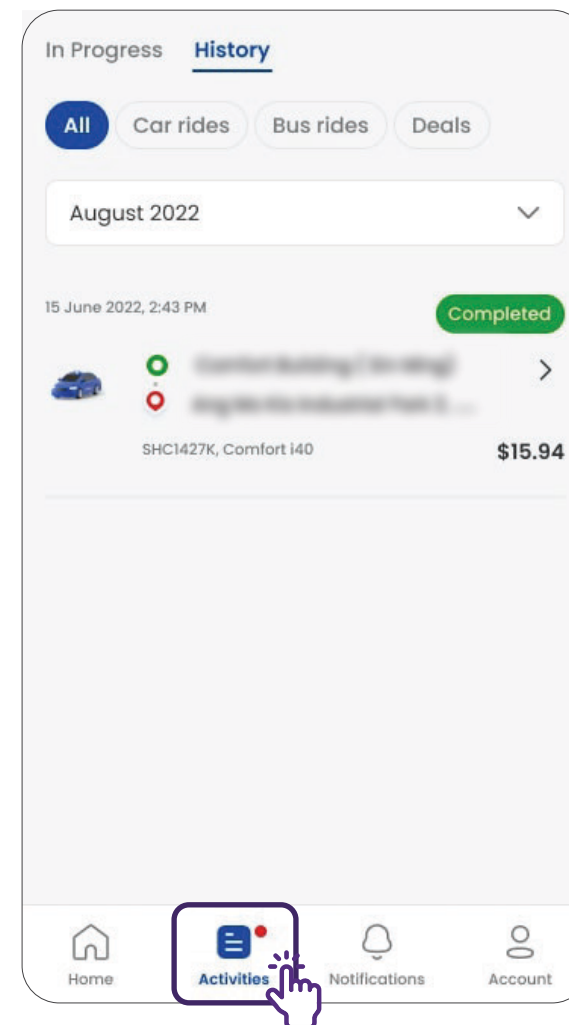 In Progress History
All Car rides Bus rides Deals
August 2022
15 June 2022, 2:43 PM Completed
SHC1427K, Comfort i40 $15.94
Home Activities Notifications Account